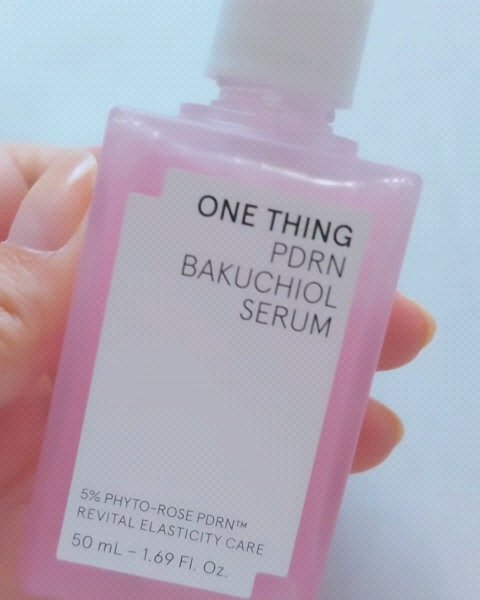 ONE THING
PDRN
BAKUCHIOL
SERUM
5% PHYTO-ROSE PDRN™
REVITAL ELASTICITY CARE
50 mL – 1.69 Fl. Oz.